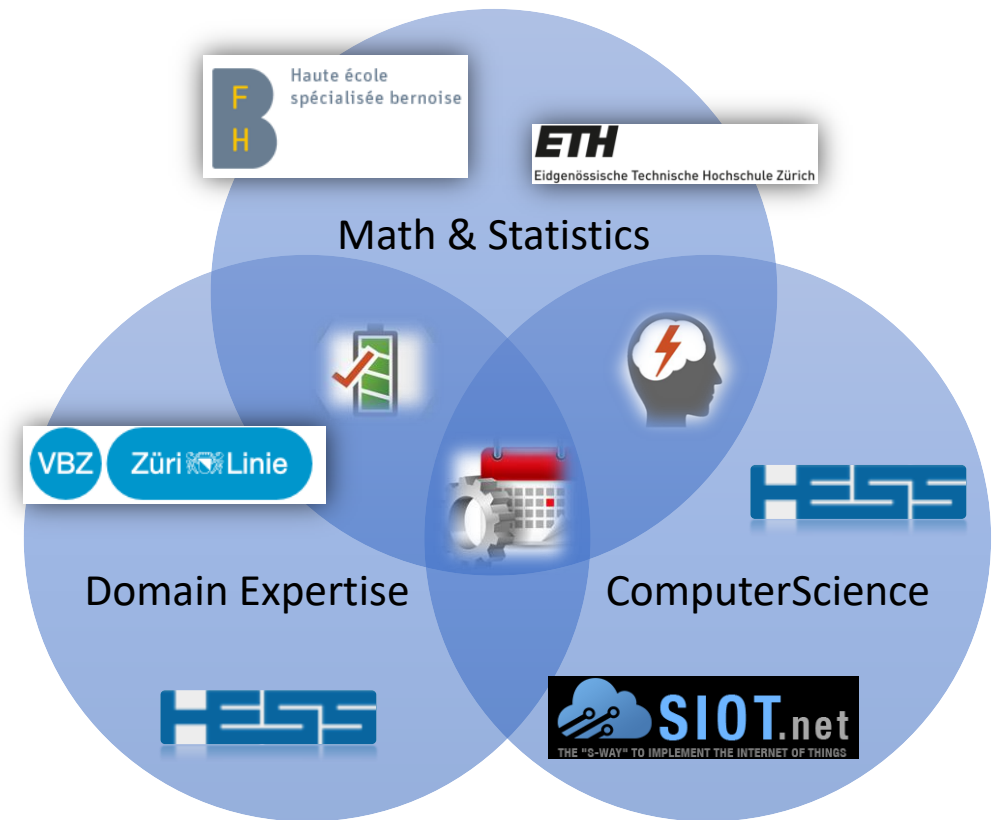 F
H
Haute école
spécialisée bernoise
ETH
Eidgenössische Technische Hochschule Zürich
Math & Statistics
VBZ Züri Linie
HESS
Domain Expertise
ComputerScience
HESS
SIOT.net
THE "S-WAY" TO IMPLEMENT THE INTERNET OF THINGS